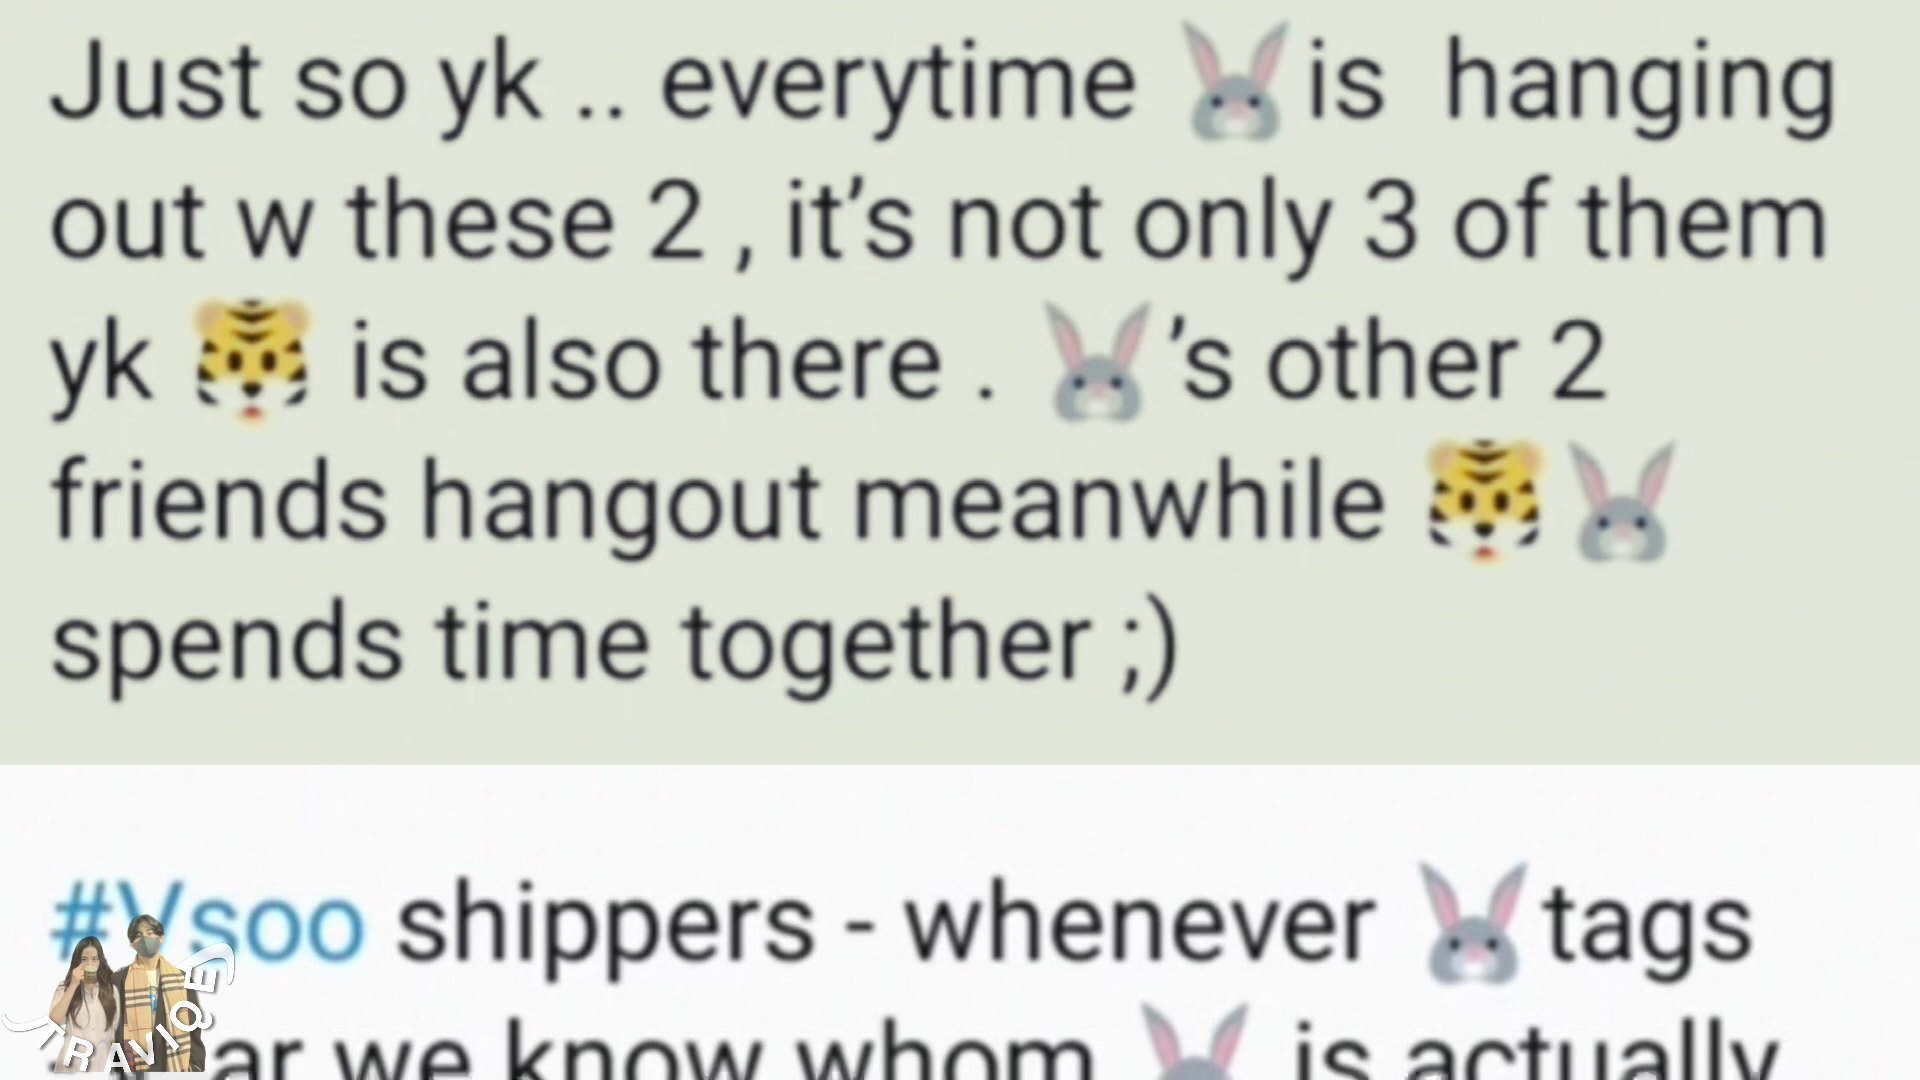 Just so yk .. everytime 🐰 is hanging
out w these 2 , it’s not only 3 of them
yk 🐯 is also there . 🐰’s other 2
friends hangout meanwhile 🐯🐰
spends time together ;)
#Vsoo shippers - whenever 🐰 tags
we know whom 🐰 is actually